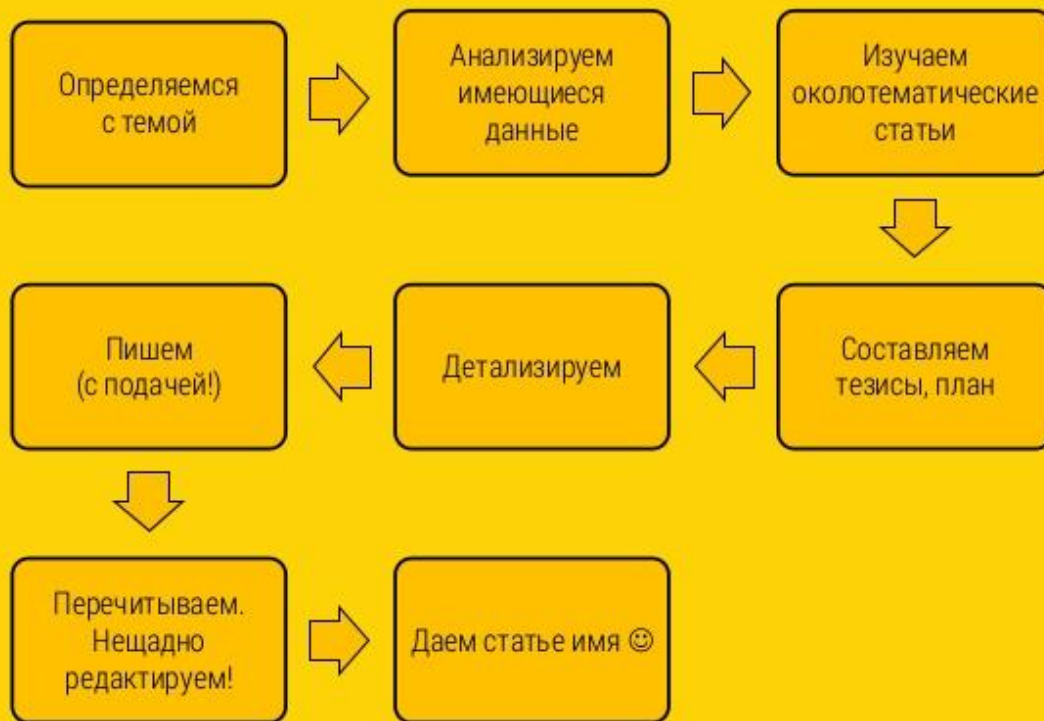 Определяемся
с темой
Анализируем
имеющиеся
данные
Изучаем
околотематические
статьи
Составляем
тезисы, план
Детализируем
Пишем
(с подачей!)
Перечитываем.
Нещадно
редактируем!
Даем статье имя ☺